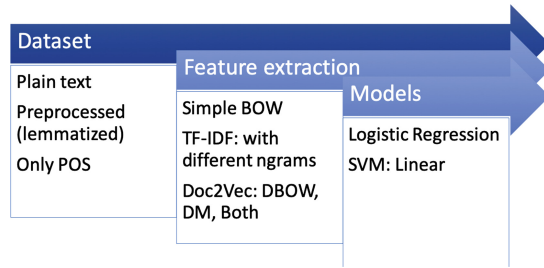 Dataset
Plain text
Preprocessed
(lemmatized)
Only POS
Feature extraction
Simple BOW
TF-IDF: with
different ngrams
Doc2Vec: DBOW,
DM, Both
Models
Logistic Regression
SVM: Linear